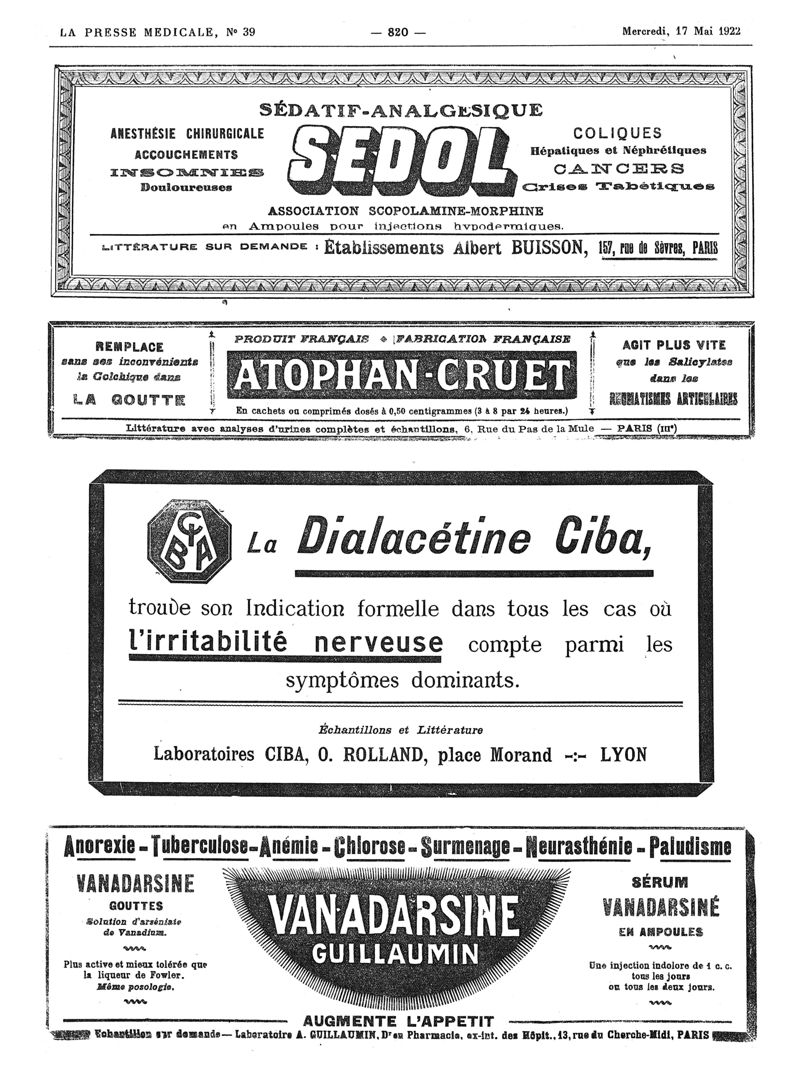 LA PRESSE MEDICALE, N° 39 — 820 — Mercredi, 17 Mai 1922
SÉDATIF-ANALGESIQUE
SEDOL
ANESTHÉSIE CHIRURGICALE
ACCOUCHEMENTS
INSOMNIES
Douloureuses
COLIQUES
Hépatiques et Néphrétiques
CANCERS
Crises Tabétiques
ASSOCIATION SCOPOLAMINE-MORPHINE
en Ampoules pour injections hypodermiques.
LITTÉRATURE SUR DEMANDE : Établissements Albert BUISSON, 157, rue de Sèvres, PARIS
REMPLACE
sans ses inconvénients
le Colchique dans
LA GOUTTE
PRODUIT FRANÇAIS ❖ FABRICATION FRANÇAISE
ATOPHAN-CRUET
En cachets ou comprimés dosés à 0,50 centigrammes (3 à 8 par 24 heures.)
AGIT PLUS VITE
que les Salicylates
dans les
RHUMATISMES ARTICULAIRES
Littérature avec analyses d'urines complètes et échantillons, 6, Rue du Pas de la Mule — PARIS (IIIe)
CIBA
La Dialacétine Ciba,
trouve son Indication formelle dans tous les cas où
l'irritabilité nerveuse compte parmi les
symptômes dominants.
Échantillons et Littérature
Laboratoires CIBA, O. ROLLAND, place Morand -:- LYON
Anorexie - Tuberculose - Anémie - Chlorose - Surmenage - Neurasthénie - Paludisme
VANADARSINE
GOUTTES
Solution d'arséniate
de Vanadium.
Plus active et mieux tolérée que
la liqueur de Fowler.
Même posologie.
VANADARSINE
GUILLAUMIN
SÉRUM
VANADARSINÉ
EN AMPOULES
Une injection indolore de 1 c. c.
tous les jours
ou tous les deux jours.
AUGMENTE L'APPETIT
Echantillon sur demande — Laboratoire A. GUILLAUMIN, Dr en Pharmacie, ex-int. des Hôpit., 13, rue du Cherche-Midi, PARIS